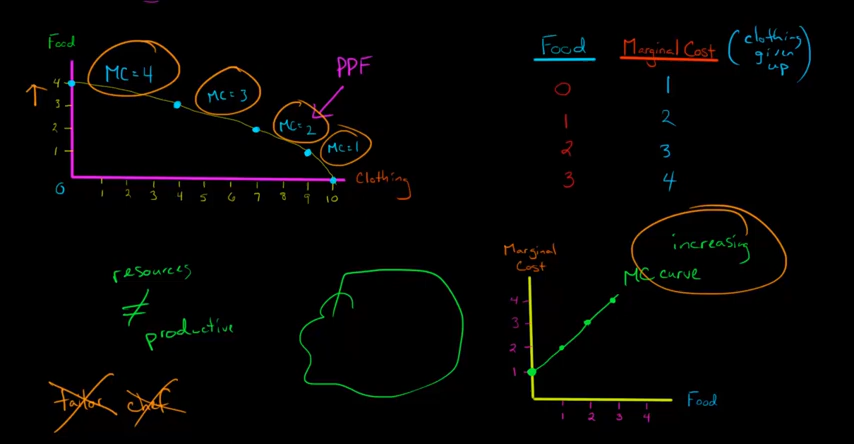 Food
MC=4
MC=3
MC=2
MC=1
PPF
4
3
2
1
0
1 2 3 4 5 6 7 8 9 10
Clothing
Food Marginal Cost (clothing given up)
0 1
1 2
2 3
3 4
resources
≠
productive
tailor chef
Marginal
Cost
increasing
MC curve
4
3
2
1
1 2 3 4
Food